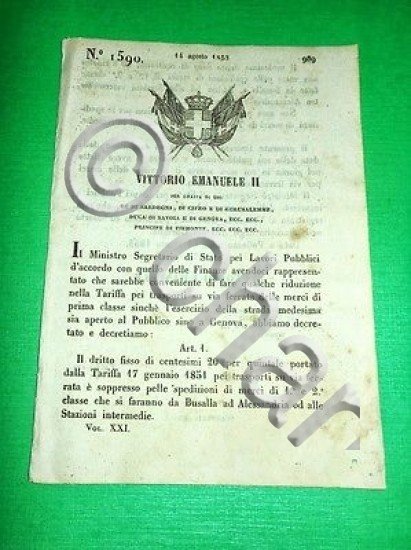 N.º 1590.
14 agosto 1853
989
VITTORIO EMANUELE II
PER GRAZIA DI DIO
RE DI SARDEGNA, DI CIPRO E DI GERUSALEMME,
DUCA DI SAVOIA E DI GENOVA, ECC. ECC.,
PRINCIPE DI PIEMONTE, ECC. ECC. ECC.
Il Ministro Segretario di Stato pei Lavori Pubblici
d'accordo con quello delle Finanze avendoci rappresen-
tato che sarebbe conveniente di fare qualche riduzione
nella Tariffa pei trasporti su via ferrata delle merci di
prima classe sinchè l'esercizio della strada medesima
sia aperto al Pubblico sino a Genova, abbiamo decre-
tato e decretiamo:
Art. 1.
Il dritto fisso di centesimi 20 per quintale portato
dalla Tariffa 17 gennaio 1851 pei trasporti su via fer-
rata è soppresso pelle spedizioni di merci di 1.ª e 2.ª
classe che si faranno da Busalla ad Alessandria ed alle
Stazioni intermedie.
Vol. XXI.
© char